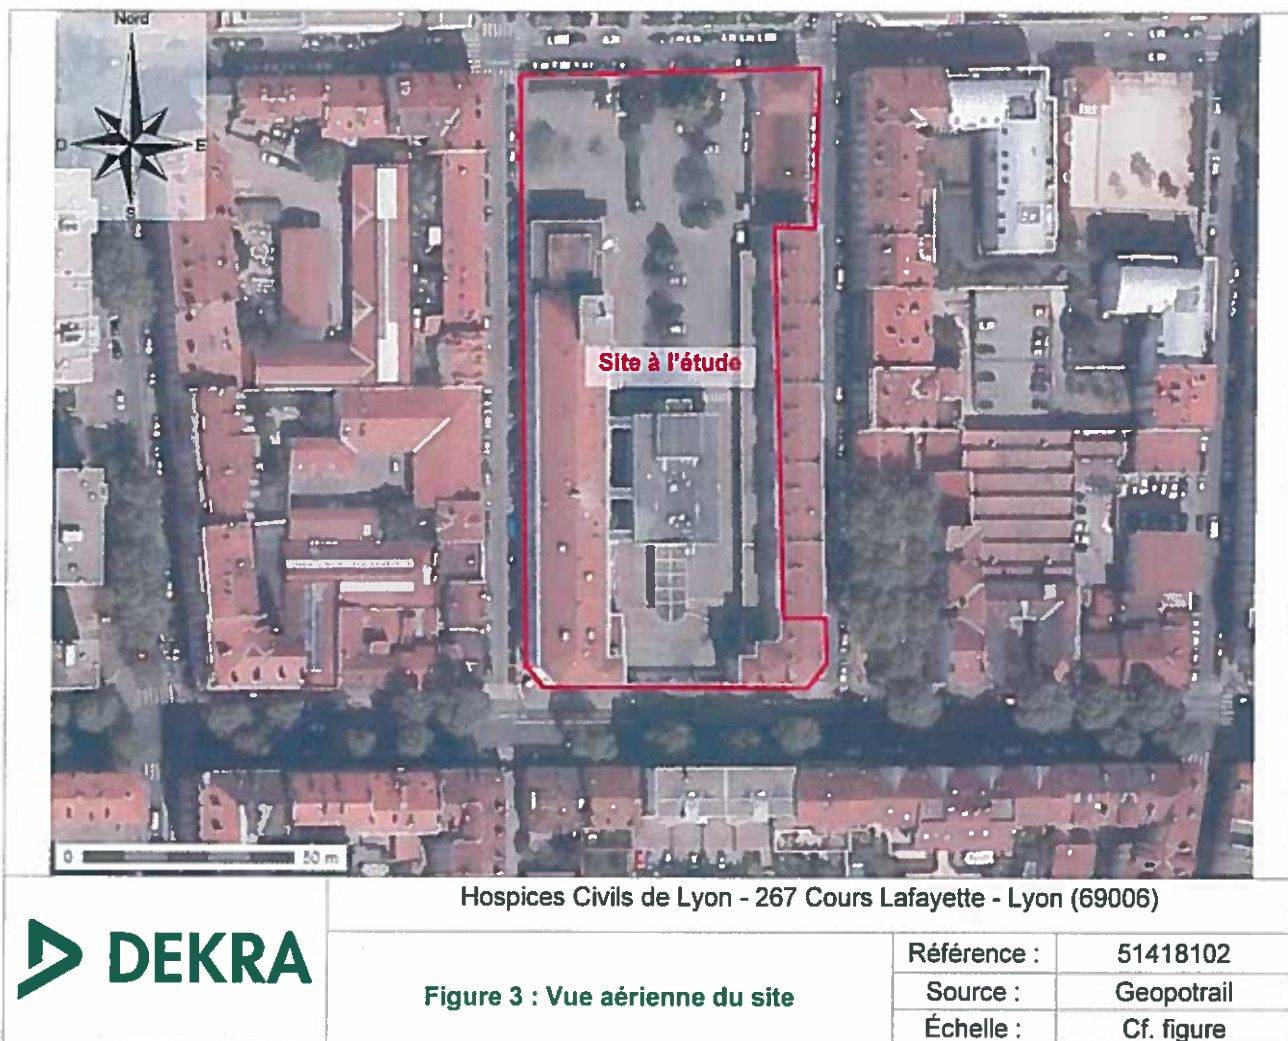 Nord
O
E
S
Site à l'étude
0 50 m
Hospices Civils de Lyon - 267 Cours Lafayette - Lyon (69006)
DEKRA
Figure 3 : Vue aérienne du site
Référence : 51418102
Source : Geopotrail
Échelle : Cf. figure